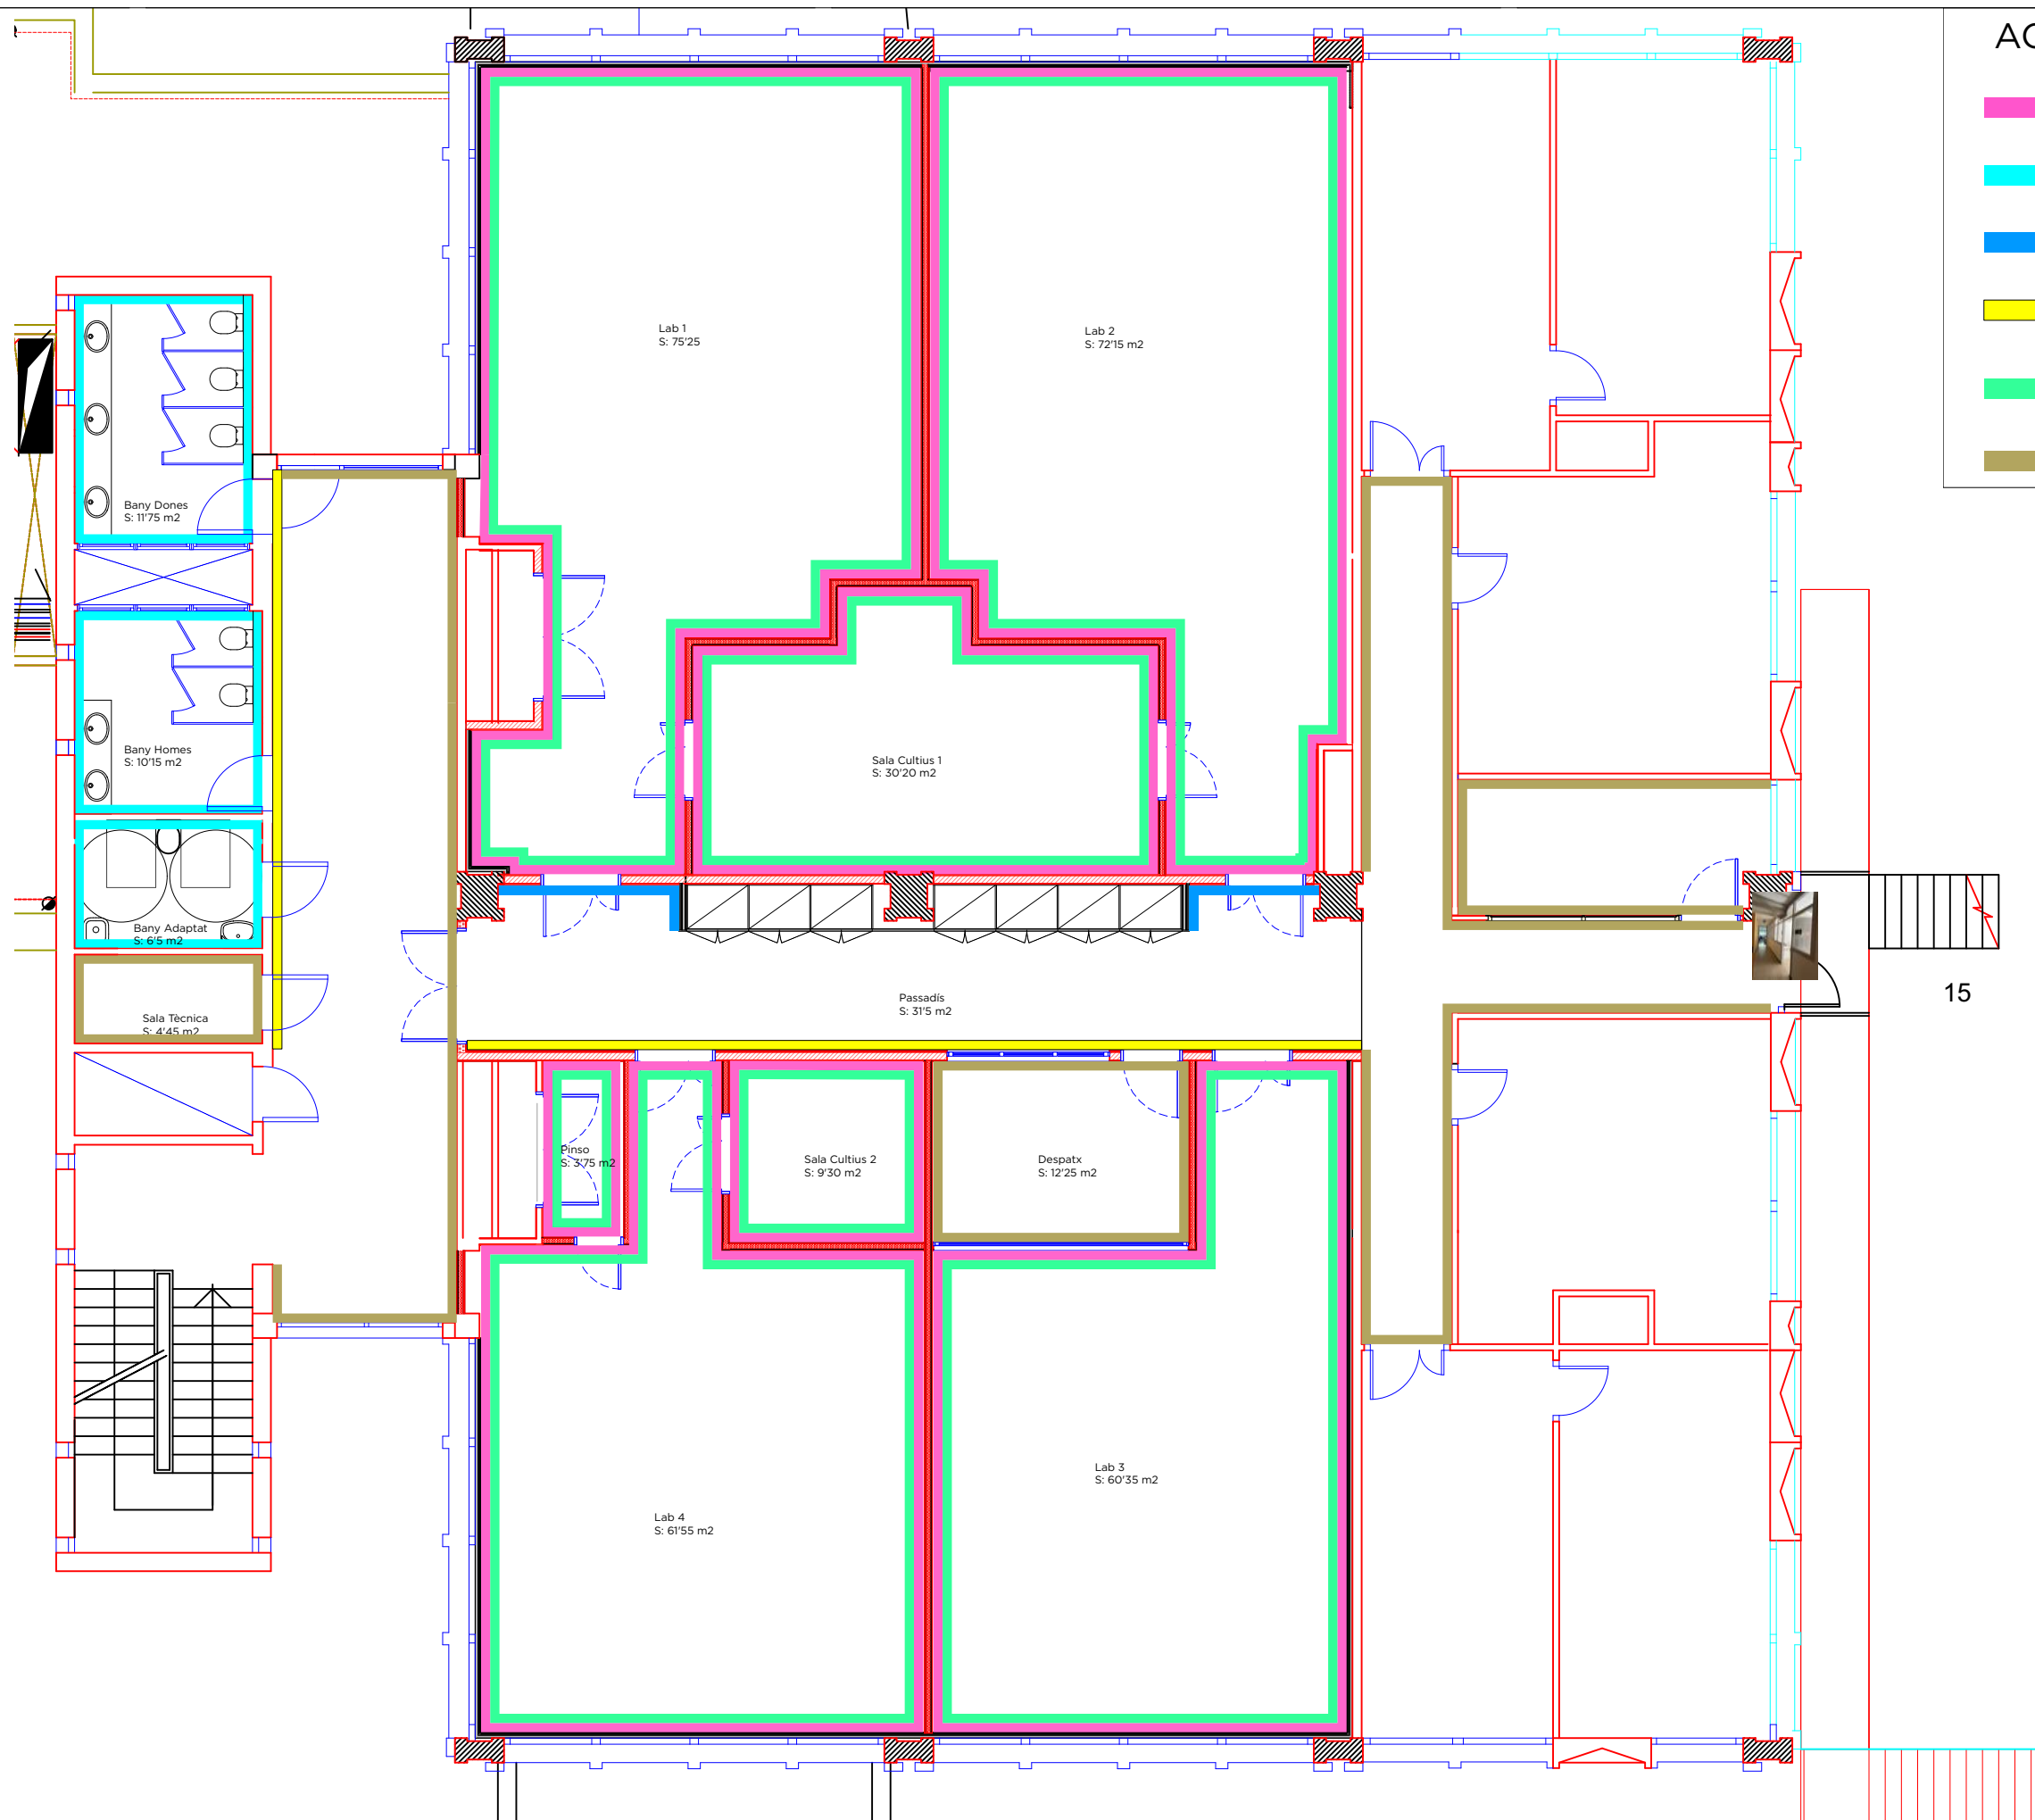 AC
Lab 1
S: 75'25
Lab 2
S: 72'15 m2
Bany Dones
S: 11'75 m2
Bany Homes
S: 10'15 m2
Sala Cultius 1
S: 30'20 m2
Bany Adaptat
S: 6'5 m2
Sala Tècnica
S: 4'45 m2
Passadís
S: 31'5 m2
15
Pinso
S: 3'75 m2
Sala Cultius 2
S: 9'30 m2
Despatx
S: 12'25 m2
Lab 3
S: 60'35 m2
Lab 4
S: 61'55 m2